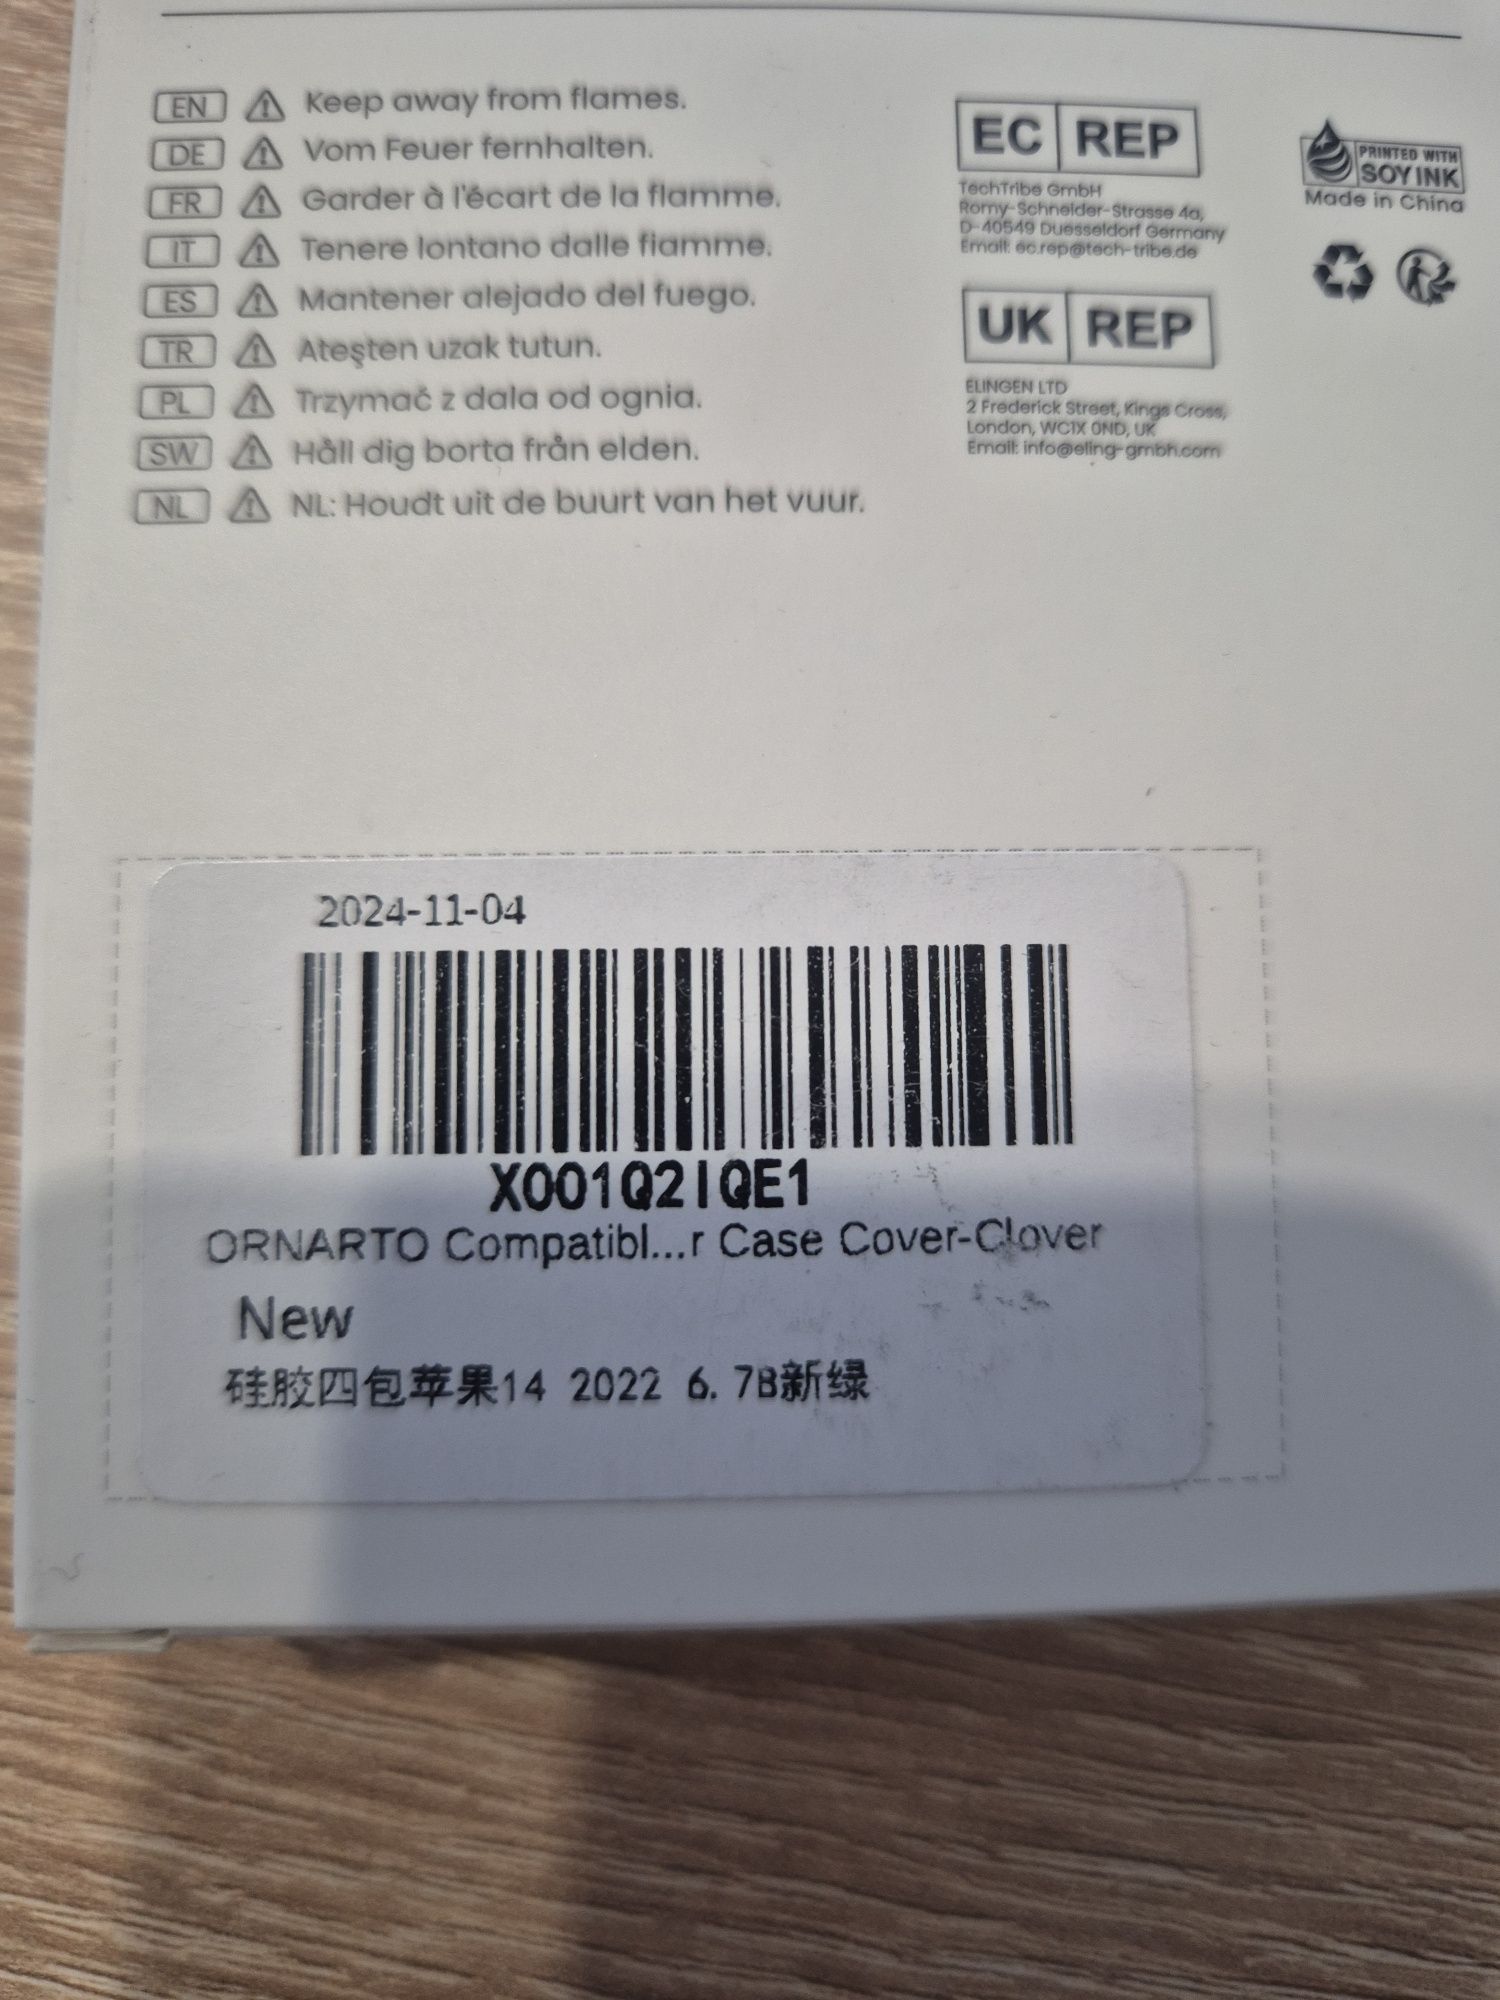 EN Keep away from flames.
DE Vom Feuer fernhalten.
FR Garder à l'écart de la flamme.
IT Tenere lontano dalle fiamme.
ES Mantener alejado del fuego.
TR Ateşten uzak tutun.
PL Trzymać z dala od ognia.
SW Håll dig borta från elden.
NL NL: Houdt uit de buurt van het vuur.
EC REP
TechTribe GmbH
Romy-Schneider-Strasse 4a,
D-40549 Duesseldorf Germany
Email: ec.rep@tech-tribe.de
UK REP
ELINGEN LTD
2 Frederick Street, Kings Cross,
London, WC1X 0ND, UK
Email: info@eling-gmbh.com
PRINTED WITH
SOY INK
Made in China
2024-11-04
X001Q2IQE1
ORNARTO Compatibl...r Case Cover-Clover
New
硅胶四包苹果14 2022 6. 7B新绿